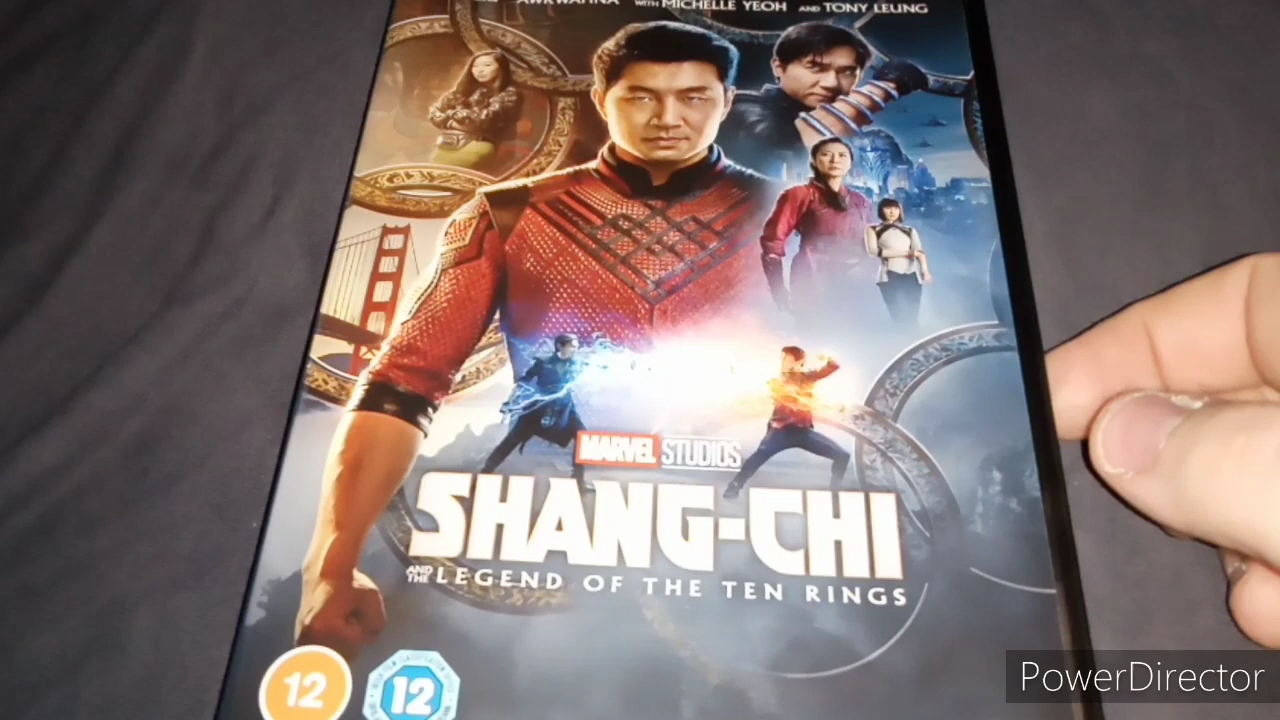 AWKWAFINA WITH MICHELLE YEOH AND TONY LEUNG
MARVEL STUDIOS
SHANG-CHI
AND THE LEGEND OF THE TEN RINGS
12
12
PowerDirector